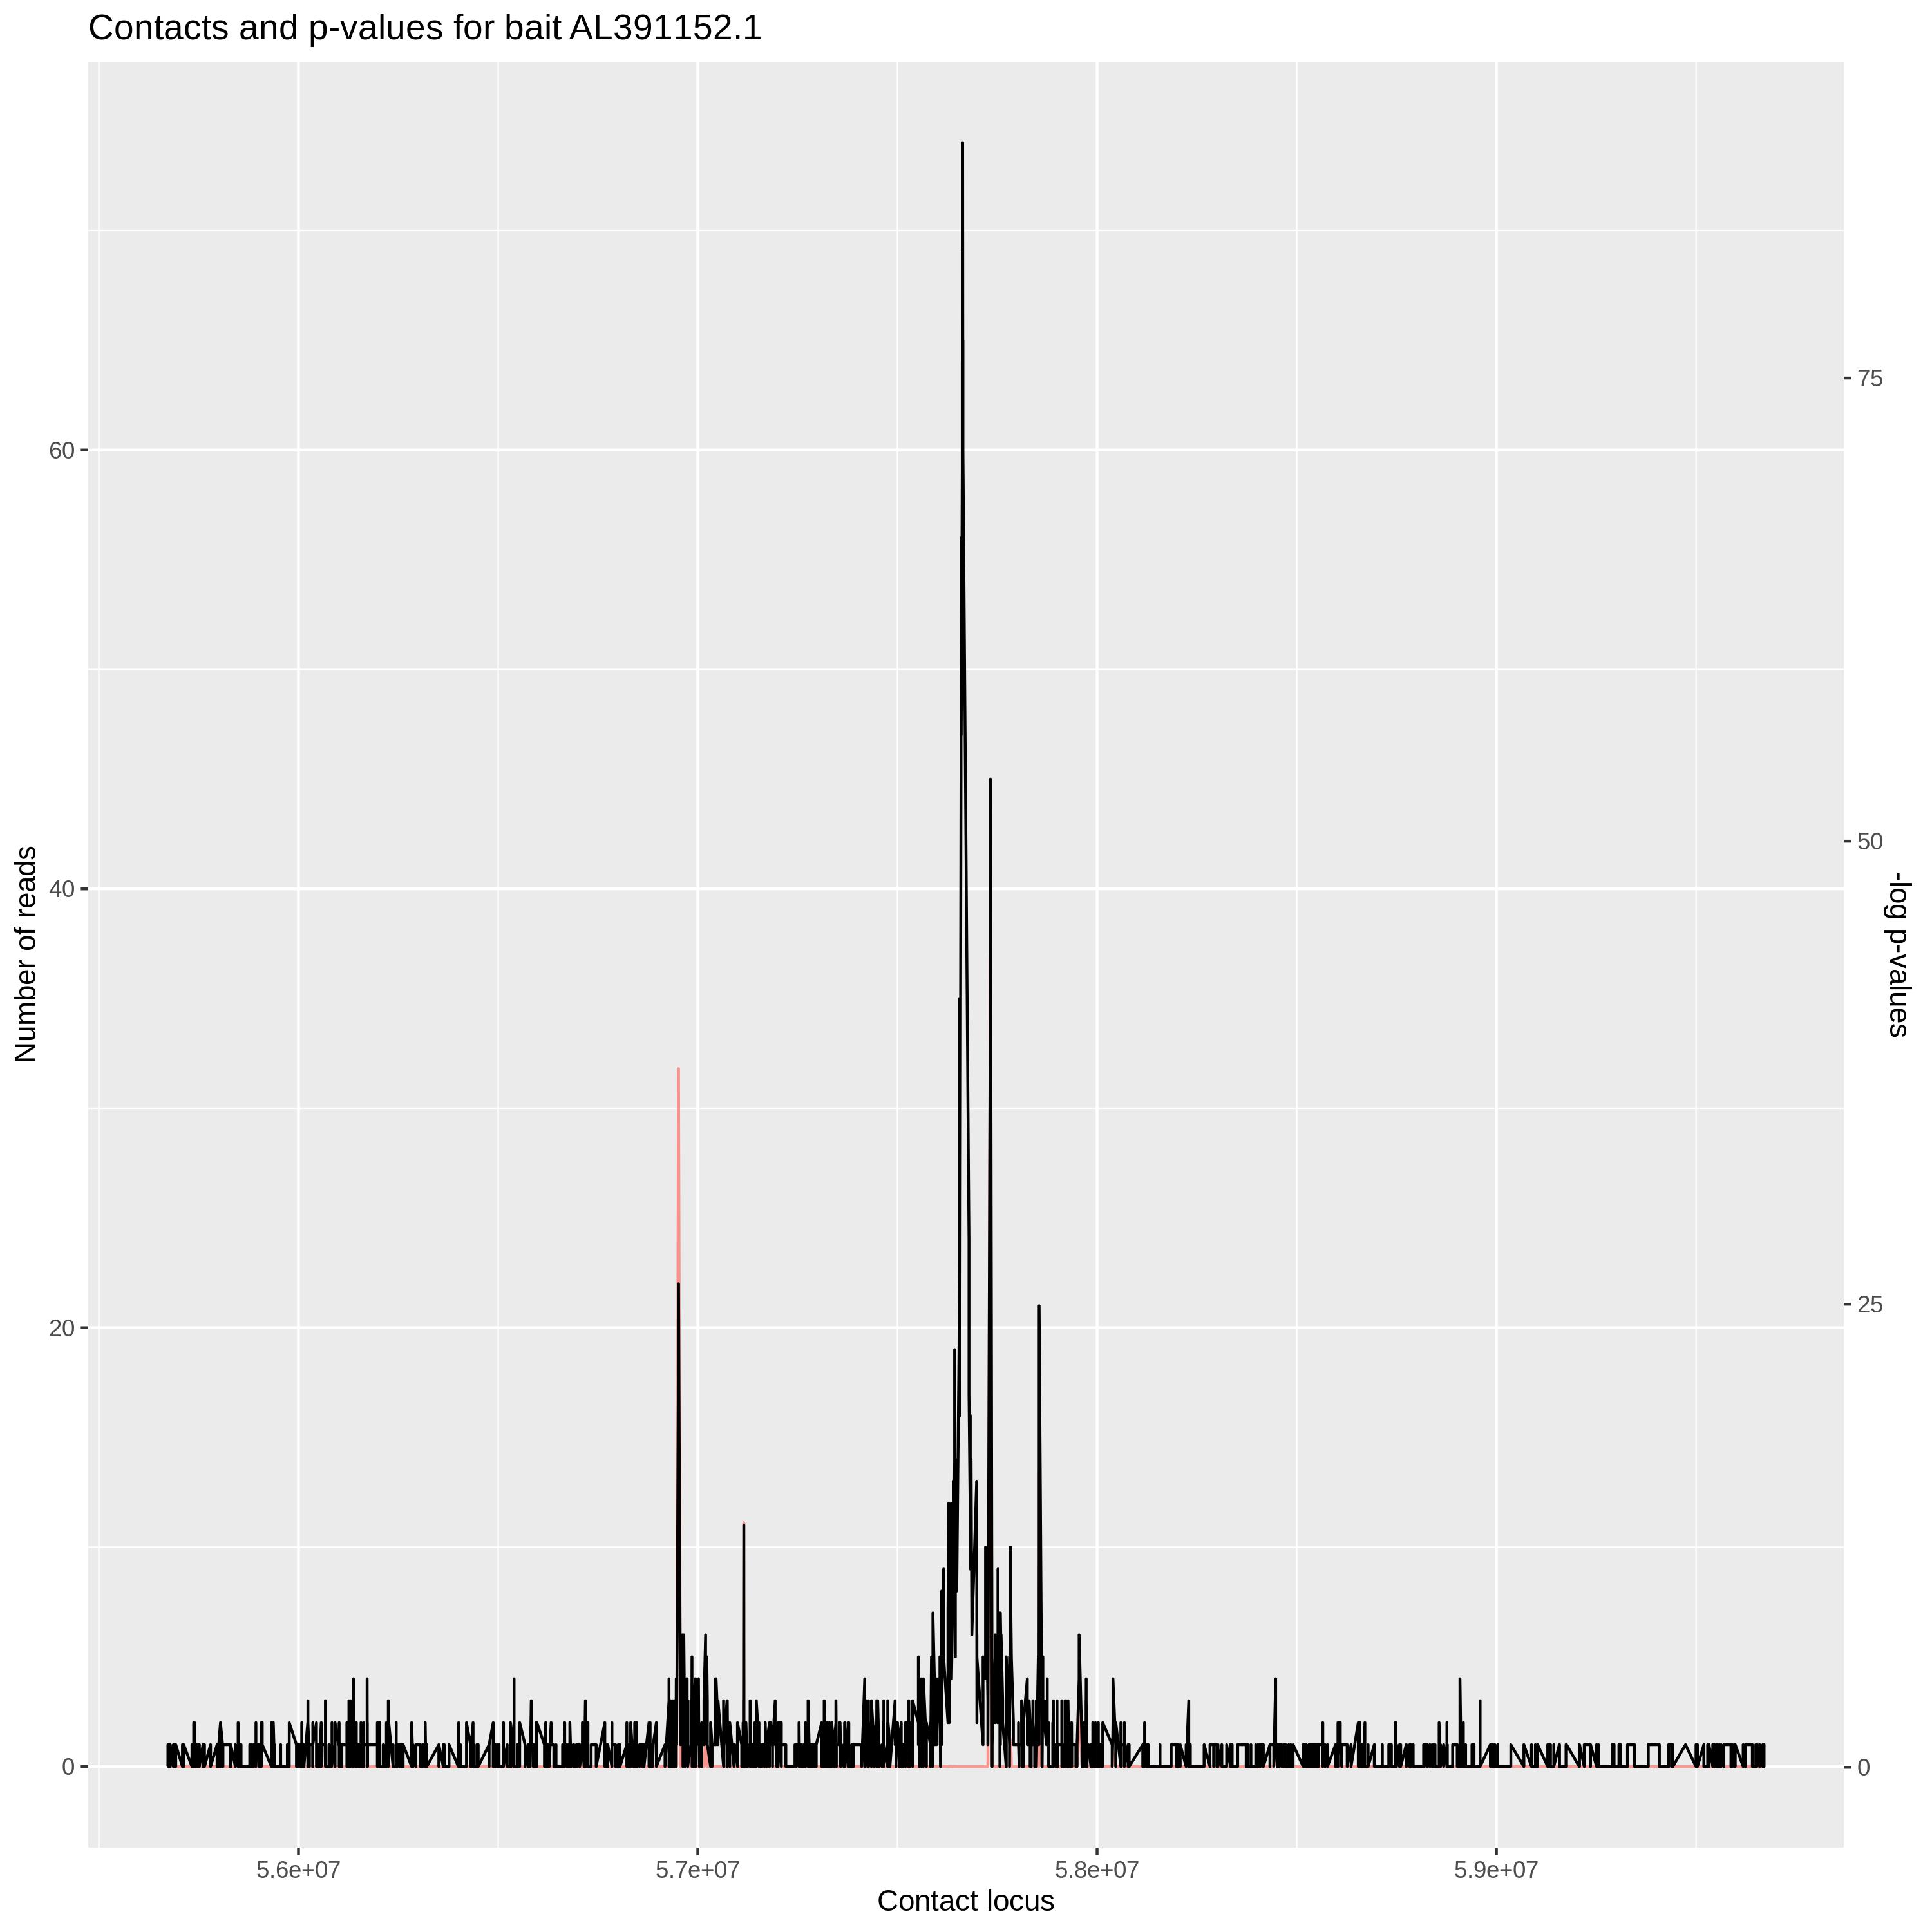 Contacts and p-values for bait AL391152.1
60
40
20
0
Number of reads
75
50
25
0
-log p-values
5.6e+07
5.7e+07
5.8e+07
5.9e+07
Contact locus